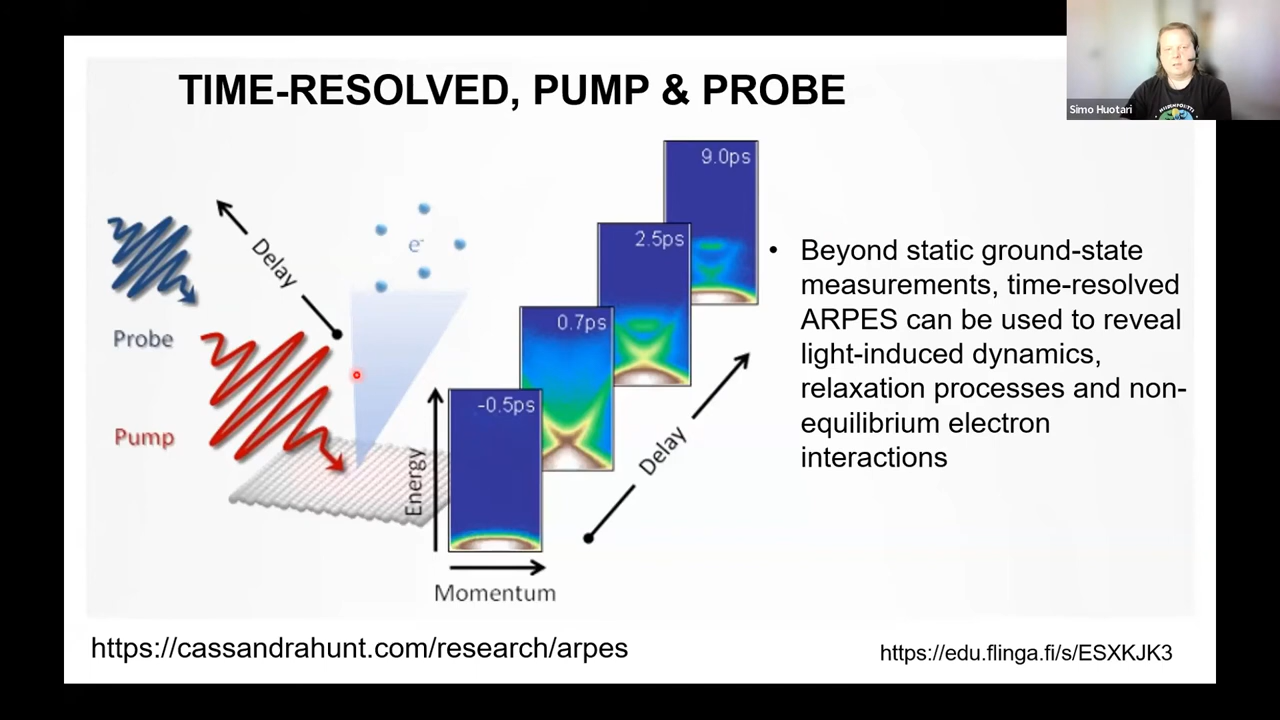 TIME-RESOLVED, PUMP & PROBE
Simo Huotari
9.0ps
2.5ps
0.7ps
-0.5ps
Delay
e-
Probe
Pump
Energy
Momentum
Delay
• Beyond static ground-state
measurements, time-resolved
ARPES can be used to reveal
light-induced dynamics,
relaxation processes and non-
equilibrium electron
interactions
https://cassandrahunt.com/research/arpes
https://edu.flinga.fi/s/ESXKJK3